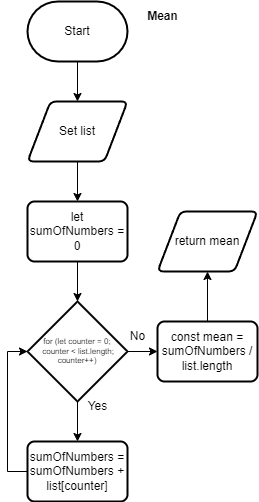 Mean
Start
Set list
let
sumOfNumbers =
0
return mean
for (let counter = 0;
counter < list.length;
counter++)
No
const mean =
sumOfNumbers /
list.length
Yes
sumOfNumbers =
sumOfNumbers +
list[counter]